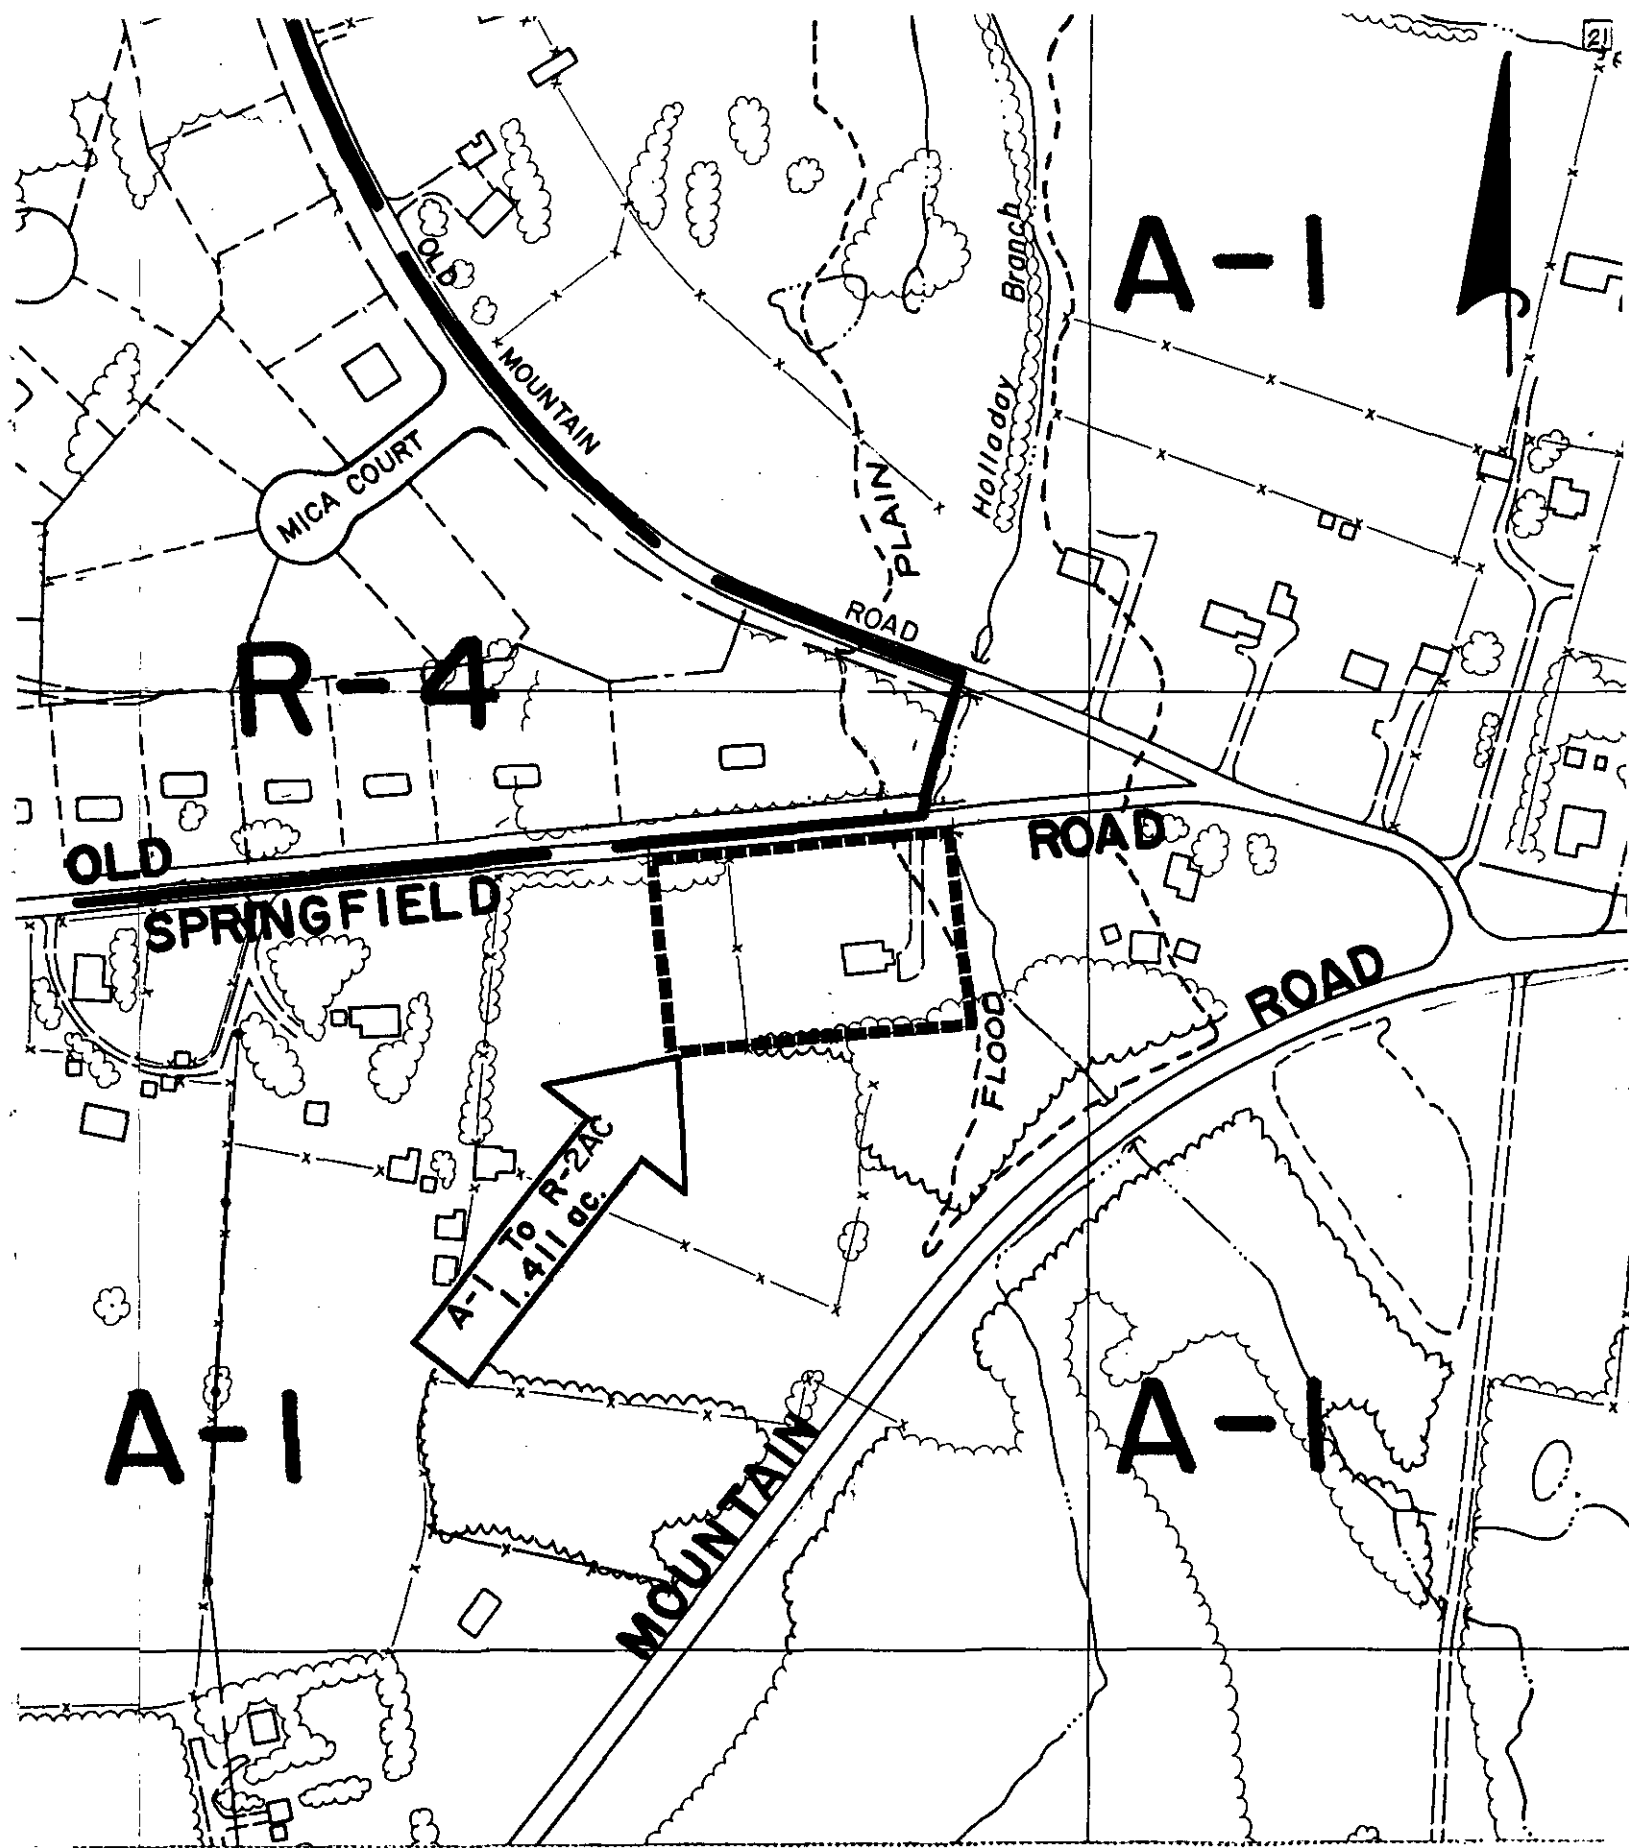 21
A-1
OLD
MOUNTAIN
ROAD
Holladay Branch
PLAIN
MICA COURT
R-4
OLD
SPRINGFIELD
ROAD
ROAD
FLOOD
A-1 To R-2AC
1.411 ac.
A-1
A-1
MOUNTAIN